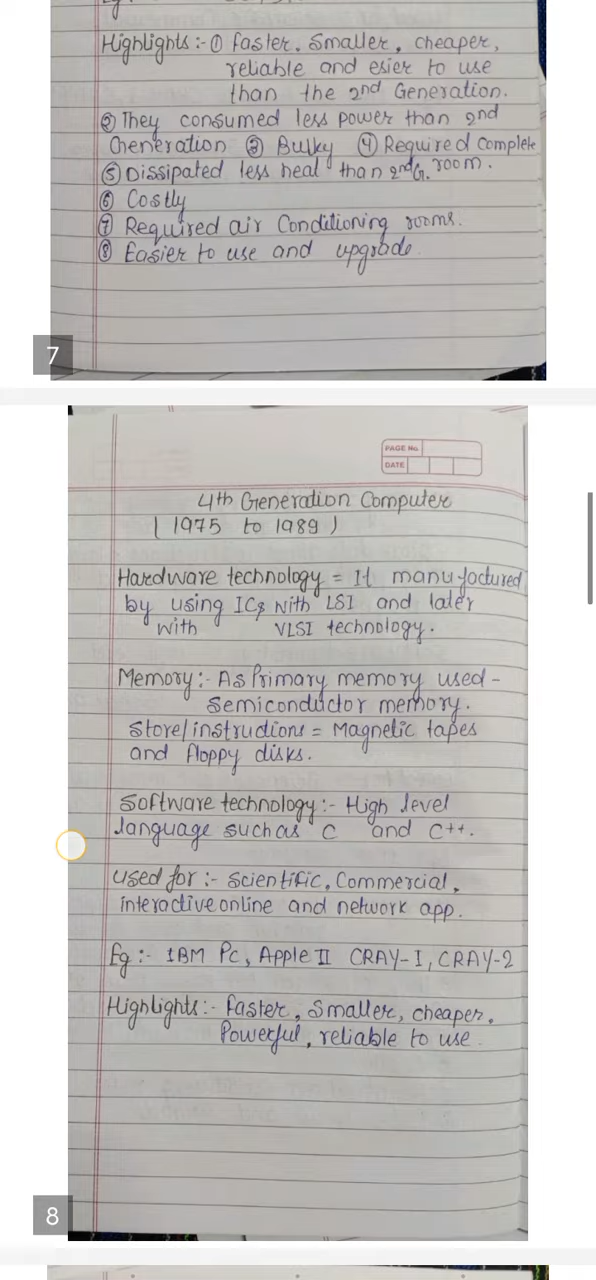 Highlights :- ① faster, Smaller, cheaper,
reliable and esier to use
than the 2nd Generation.
② They consumed less power than 2nd
Generation ③ Bulky ④ Required complete
⑤ Dissipated less heat than 2nd G. room.
⑥ Costly
⑦ Required air Conditioning rooms.
⑧ Easier to use and upgrade.
7
PAGE No.
DATE
4th Generation Computer
( 1975 to 1989 )
Hardware technology = It manufactured
by using ICs with LSI and later
with VLSI technology.
Memory :- As Primary memory used -
Semiconductor memory.
Store/instructions = Magnetic tapes
and floppy disks.
Software technology :- High level
language such as C and C++.
Used for :- Scientific, Commercial,
interactive online and network app.
Eg :- IBM Pc, Apple II CRAY-1, CRAY-2
Highlights :- faster, Smaller, cheaper,
Powerful, reliable to use.
8